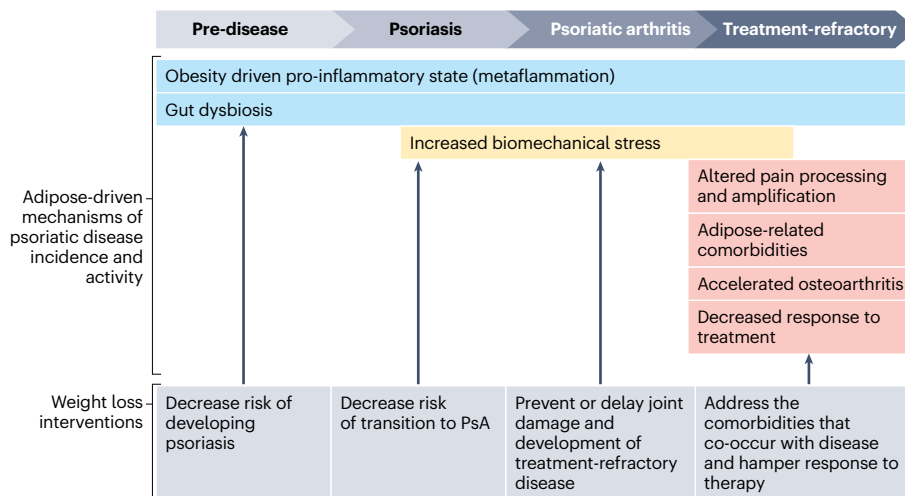 Pre-disease
Psoriasis
Psoriatic arthritis
Treatment-refractory
Obesity driven pro-inflammatory state (metaflammation)
Gut dysbiosis
Increased biomechanical stress
Altered pain processing
and amplification
Adipose-related
comorbidities
Accelerated osteoarthritis
Decreased response to
treatment
Adipose-driven
mechanisms of
psoriatic disease
incidence and
activity
Weight loss
interventions
Decrease risk of
developing
psoriasis
Decrease risk
of transition to PsA
Prevent or delay joint
damage and
development of
treatment-refractory
disease
Address the
comorbidities that
co-occur with disease
and hamper response to
therapy